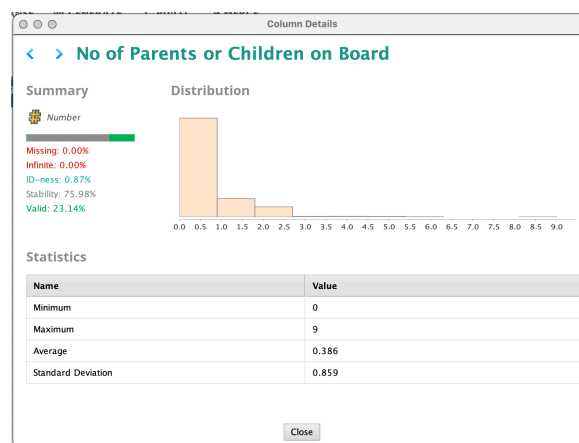 Column Details
< > No of Parents or Children on Board
Summary
Distribution
# Number
Missing: 0.00%
Infinite: 0.00%
ID-ness: 0.87%
Stability: 75.98%
Valid: 23.14%
0.0 0.5 1.0 1.5 2.0 2.5 3.0 3.5 4.0 4.5 5.0 5.5 6.0 6.5 7.0 7.5 8.0 8.5 9.0
Statistics
Name Value
Minimum 0
Maximum 9
Average 0.386
Standard Deviation 0.859
Close